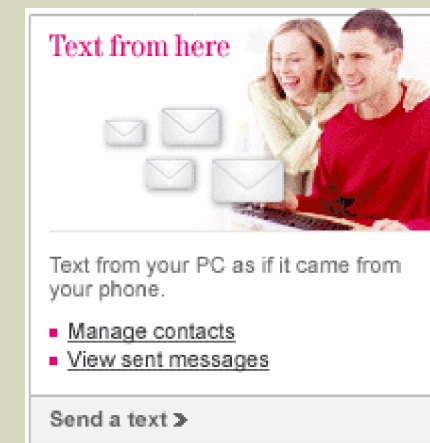 Text from here
Text from your PC as if it came from
your phone.
Manage contacts
View sent messages
Send a text